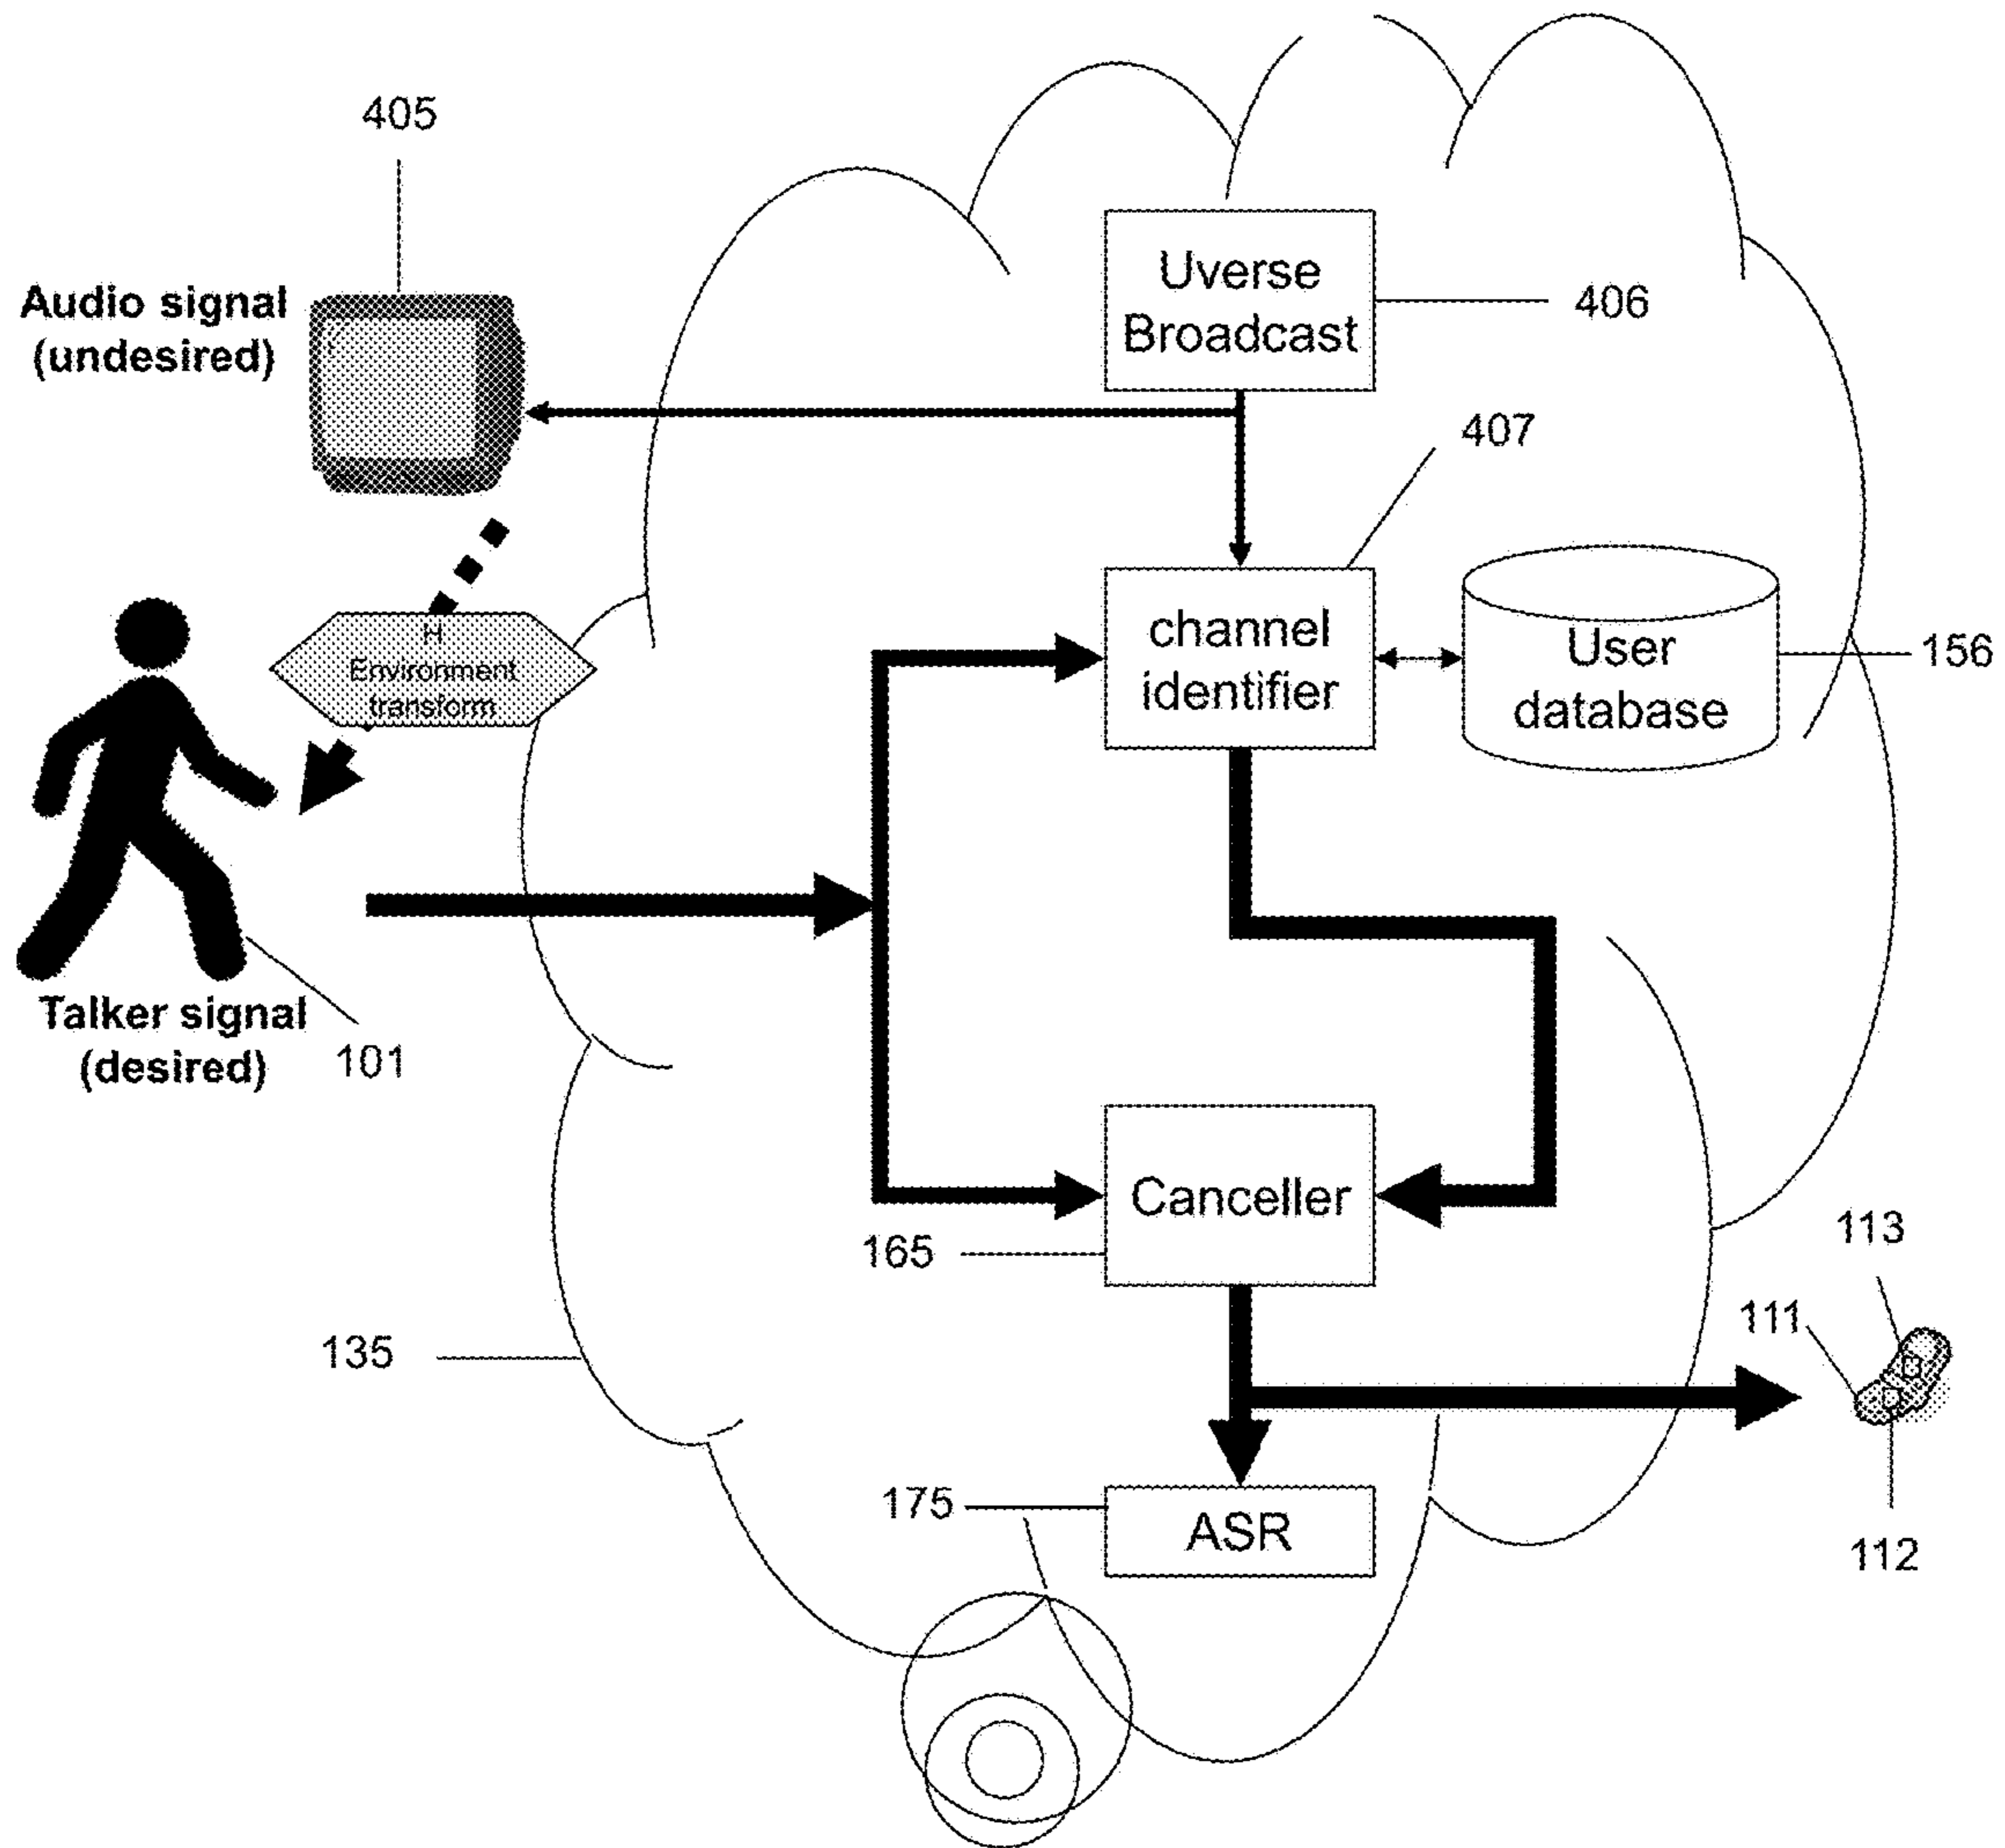 405
Audio signal
(undesired)
Uverse
Broadcast
406
407
H
Environment
transform
channel
identifier
User
database
156
Talker signal
(desired)
101
Canceller
165
113
111
135
175
ASR
112